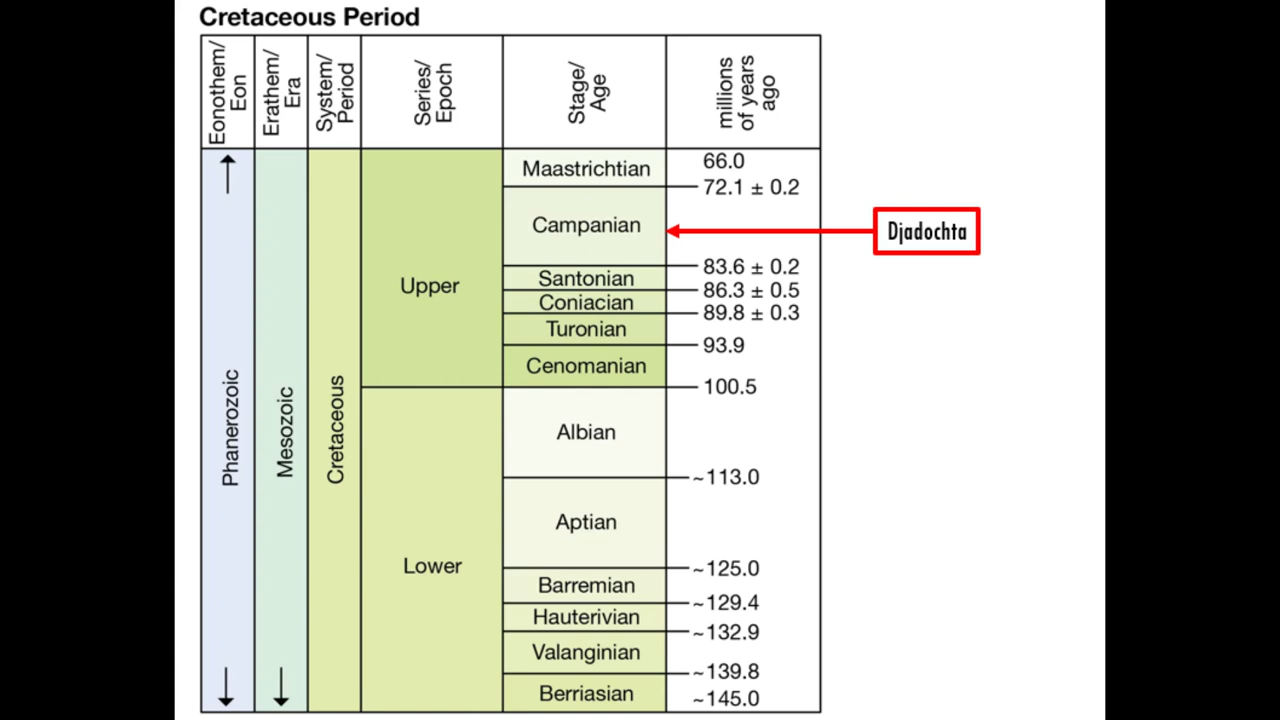 Cretaceous Period
Eonothem/
Eon
Erathem/
Era
System/
Period
Series/
Epoch
Stage/
Age
millions
of years
ago
Phanerozoic
Mesozoic
Cretaceous
Upper
Maastrichtian
66.0
72.1 ± 0.2
Campanian
Djadochta
83.6 ± 0.2
Santonian
86.3 ± 0.5
Coniacian
89.8 ± 0.3
Turonian
93.9
Cenomanian
100.5
Lower
Albian
~113.0
Aptian
~125.0
Barremian
~129.4
Hauterivian
~132.9
Valanginian
~139.8
Berriasian
~145.0